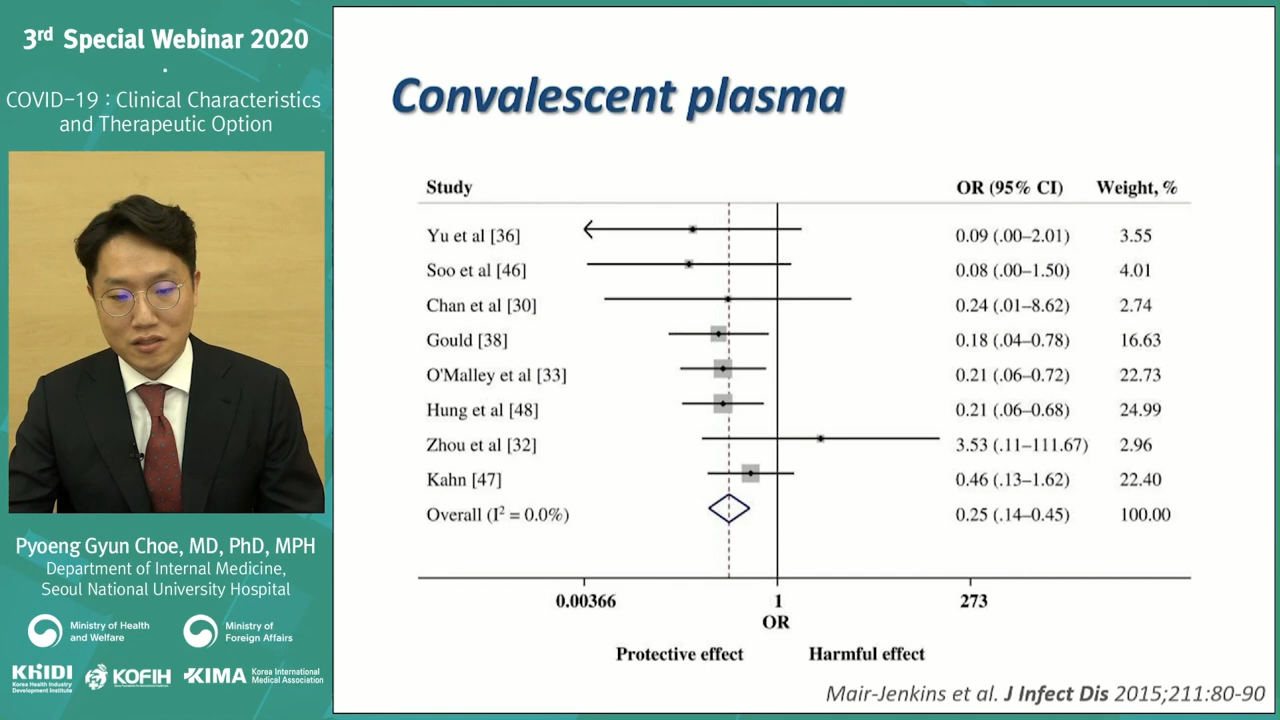 3rd Special Webinar 2020
COVID-19 : Clinical Characteristics
and Therapeutic Option
Pyoeng Gyun Choe, MD, PhD, MPH
Department of Internal Medicine,
Seoul National University Hospital
Ministry of Health
and Welfare
Ministry of
Foreign Affairs
KHIDI
Korea Health Industry
Development Institute
KOFIH
KIMA
Korea International
Medical Association
Convalescent plasma
Study OR (95% CI) Weight, %
Yu et al [36] 0.09 (.00–2.01) 3.55
Soo et al [46] 0.08 (.00–1.50) 4.01
Chan et al [30] 0.24 (.01–8.62) 2.74
Gould [38] 0.18 (.04–0.78) 16.63
O'Malley et al [33] 0.21 (.06–0.72) 22.73
Hung et al [48] 0.21 (.06–0.68) 24.99
Zhou et al [32] 3.53 (.11–111.67) 2.96
Kahn [47] 0.46 (.13–1.62) 22.40
Overall (I² = 0.0%) 0.25 (.14–0.45) 100.00
0.00366 1 273
OR
Protective effect Harmful effect
Mair-Jenkins et al. J Infect Dis 2015;211:80-90